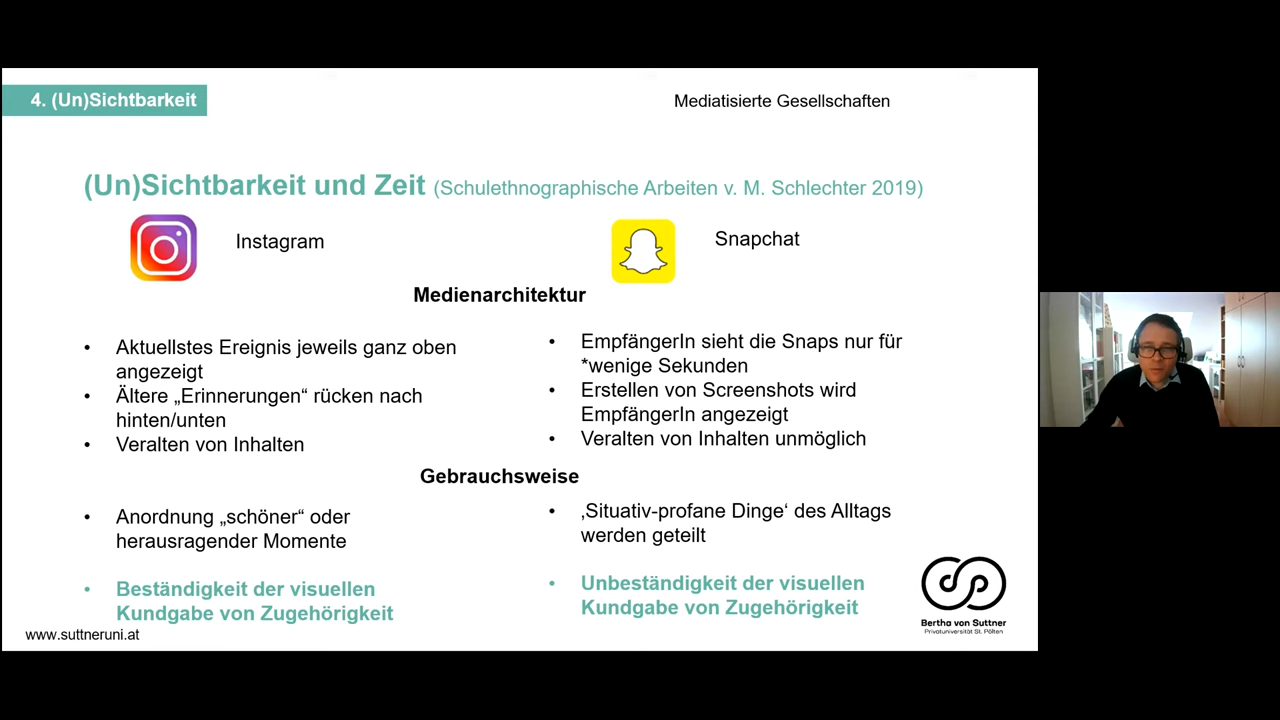 4. (Un)Sichtbarkeit
Mediatisierte Gesellschaften
(Un)Sichtbarkeit und Zeit (Schulethnographische Arbeiten v. M. Schlechter 2019)
Instagram
Snapchat
Medienarchitektur
• Aktuellstes Ereignis jeweils ganz oben
angezeigt
• Ältere „Erinnerungen“ rücken nach
hinten/unten
• Veralten von Inhalten
• EmpfängerIn sieht die Snaps nur für
*wenige Sekunden
• Erstellen von Screenshots wird
EmpfängerIn angezeigt
• Veralten von Inhalten unmöglich
Gebrauchsweise
• Anordnung „schöner“ oder
herausragender Momente
• Beständigkeit der visuellen
Kundgabe von Zugehörigkeit
• ‚Situativ-profane Dinge‘ des Alltags
werden geteilt
• Unbeständigkeit der visuellen
Kundgabe von Zugehörigkeit
www.suttneruni.at
Bertha von Suttner
Privatuniversität St. Pölten